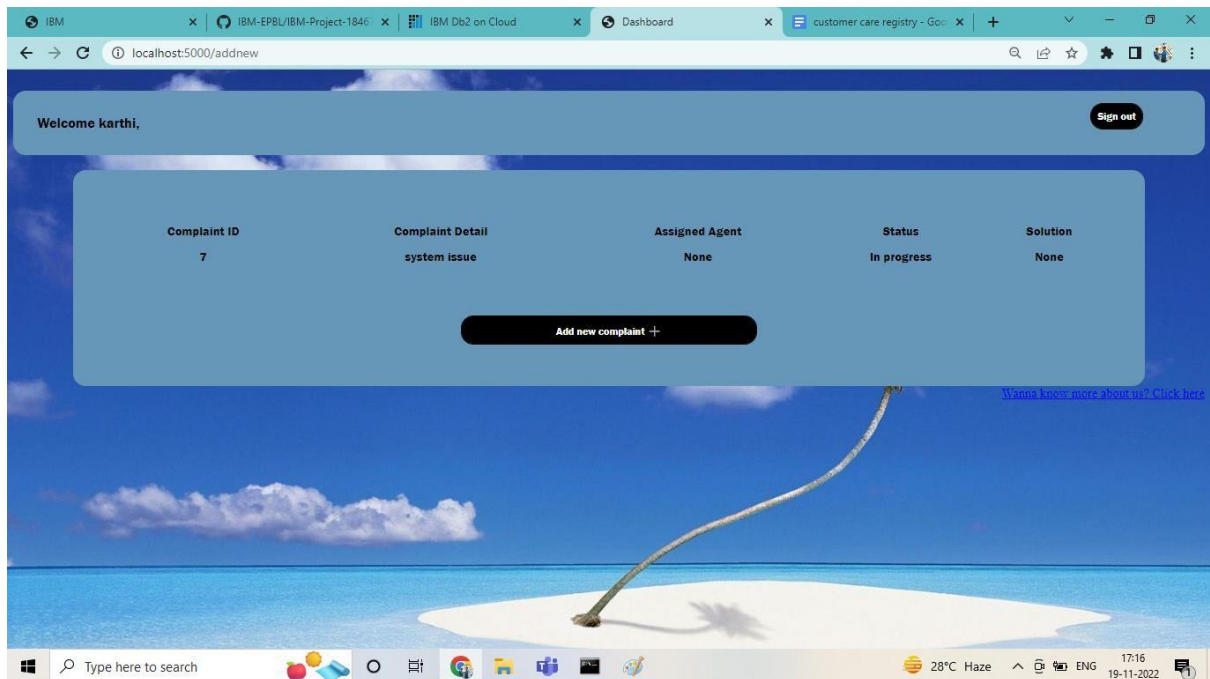 IBM
IBM-EPBL/IBM-Project-1846
IBM Db2 on Cloud
Dashboard
customer care registry - Goo
localhost:5000/addnew
Welcome karthi,
Sign out
Complaint ID Complaint Detail Assigned Agent Status Solution
7 system issue None In progress None
Add new complaint +
Wanna know more about us? Click here
Type here to search
28°C Haze
ENG
17:16
19-11-2022
1